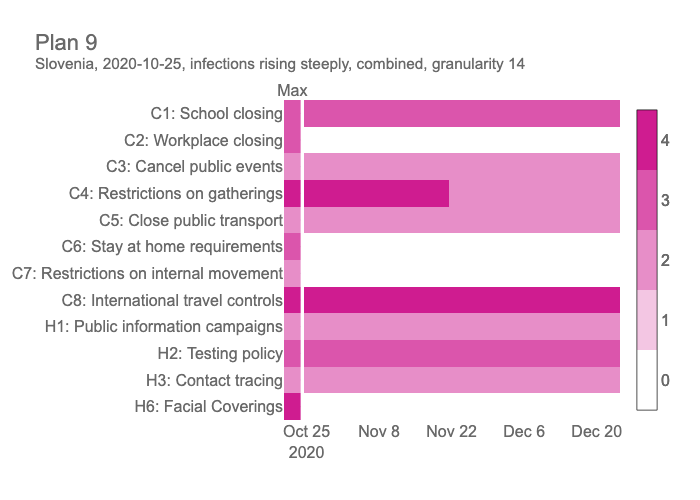 Plan 9
Slovenia, 2020-10-25, infections rising steeply, combined, granularity 14
Max
C1: School closing
C2: Workplace closing
C3: Cancel public events
C4: Restrictions on gatherings
C5: Close public transport
C6: Stay at home requirements
C7: Restrictions on internal movement
C8: International travel controls
H1: Public information campaigns
H2: Testing policy
H3: Contact tracing
H6: Facial Coverings
4
3
2
1
0
Oct 25 Nov 8 Nov 22 Dec 6 Dec 20
2020